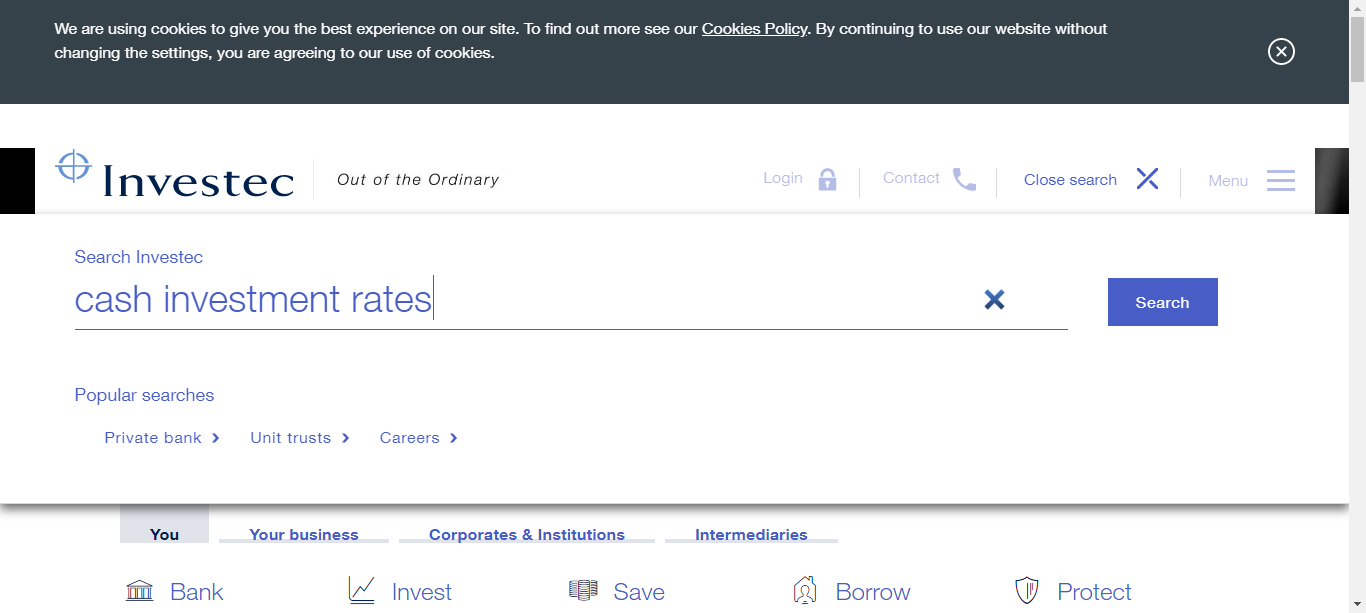 We are using cookies to give you the best experience on our site. To find out more see our Cookies Policy. By continuing to use our website without
changing the settings, you are agreeing to our use of cookies.
Investec
Out of the Ordinary
Login
Contact
Close search
Menu
Search Investec
cash investment rates
Search
Popular searches
Private bank
Unit trusts
Careers
You
Your business
Corporates & Institutions
Intermediaries
Bank
Invest
Save
Borrow
Protect